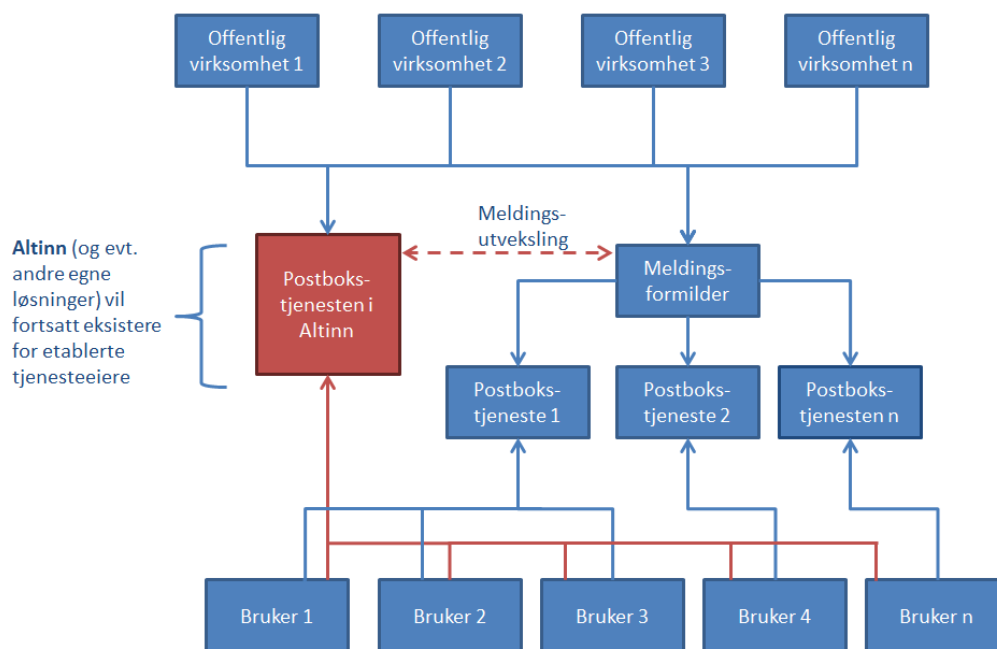 Offentlig
virksomhet 1
Offentlig
virksomhet 2
Offentlig
virksomhet 3
Offentlig
virksomhet n
Meldings-
utveksling
Altinn (og evt.
andre egne
løsninger) vil
fortsatt eksistere
for etablerte
tjenesteeiere
Postboks-
tjenesten i
Altinn
Meldings-
formilder
Postboks-
tjeneste 1
Postboks-
tjeneste 2
Postboks-
tjenesten n
Bruker 1
Bruker 2
Bruker 3
Bruker 4
Bruker n